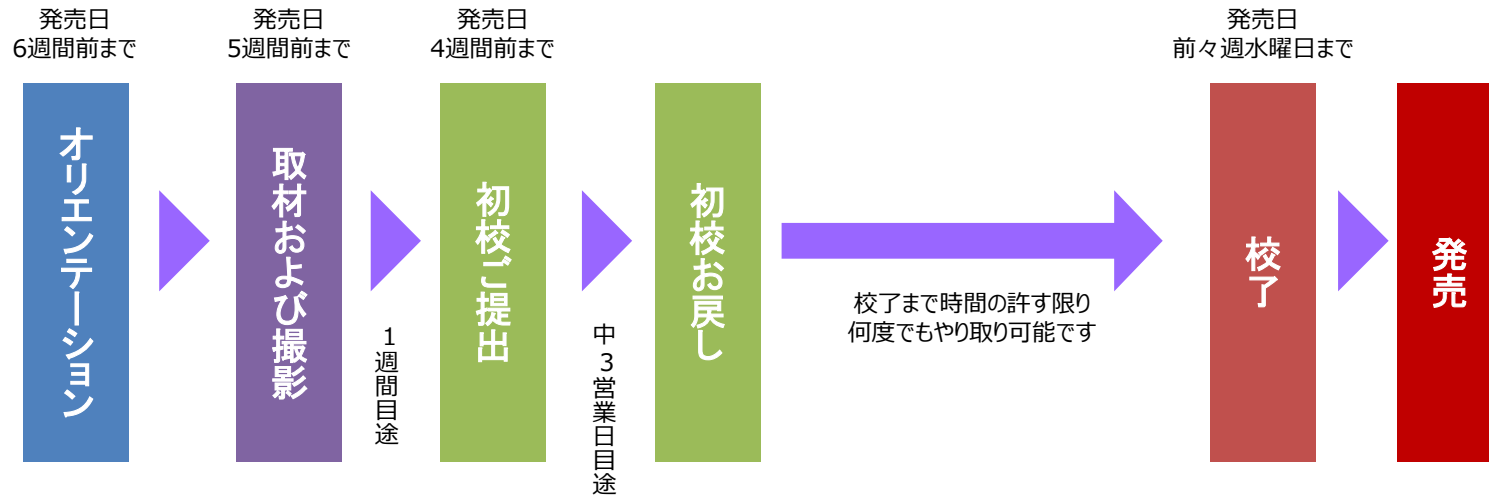 発売日
6週間前まで
発売日
5週間前まで
発売日
4週間前まで
発売日
前々週水曜日まで
オリエンテーション
取材および撮影
1週間目途
初校ご提出
中3営業日目途
初校お戻し
校了まで時間の許す限り
何度でもやり取り可能です
校了
発売